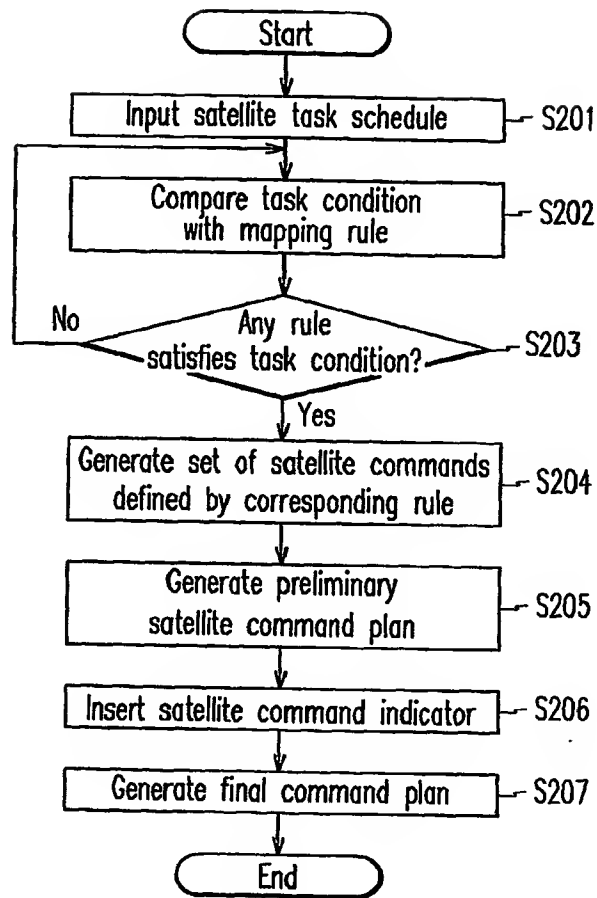 Start
Input satellite task schedule
S201
Compare task condition
with mapping rule
S202
No
Any rule
satisfies task condition?
S203
Yes
Generate set of satellite commands
defined by corresponding rule
S204
Generate preliminary
satellite command plan
S205
Insert satellite command indicator
S206
Generate final command plan
S207
End